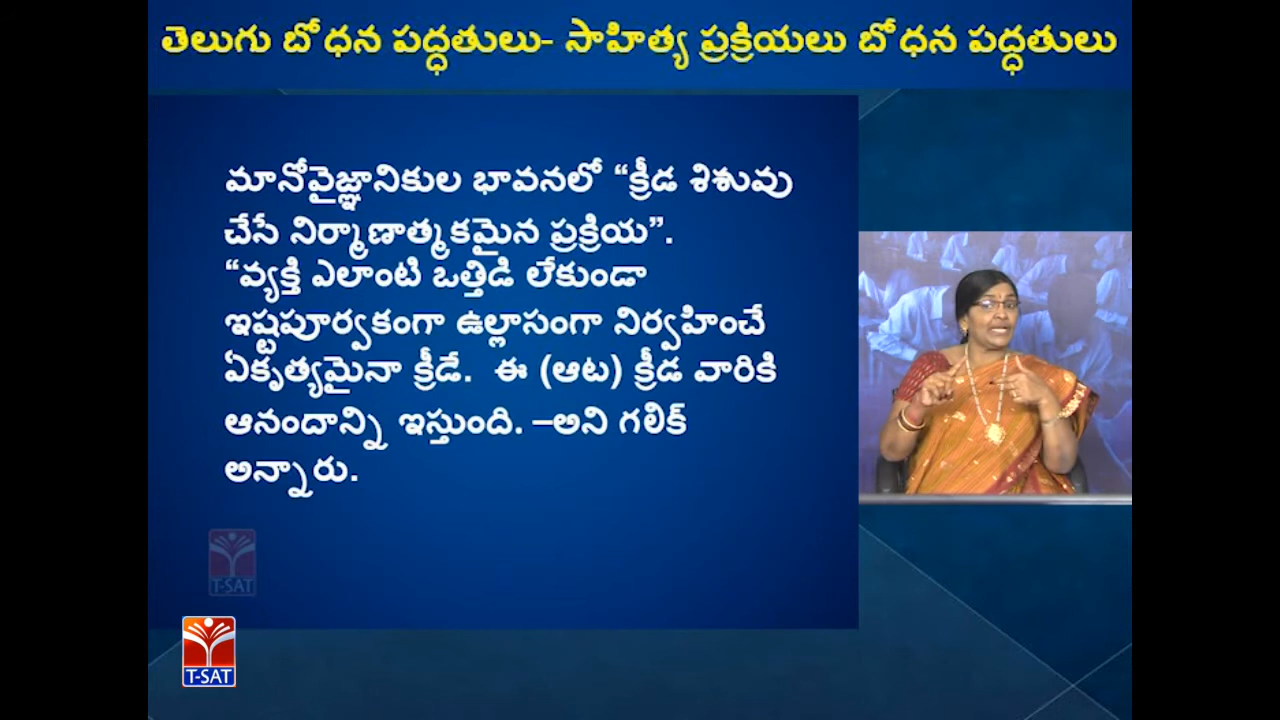 తెలుగు బోధన పద్ధతులు- సాహిత్య ప్రక్రియలు బోధన పద్ధతులు
మానోవైజ్ఞానికుల భావనలో “క్రీడ శిశువు
చేసే నిర్మాణాత్మకమైన ప్రక్రియ”.
“వ్యక్తి ఎలాంటి ఒత్తిడి లేకుండా
ఇష్టపూర్వకంగా ఉల్లాసంగా నిర్వహించే
ఏకృత్యమైనా క్రీడే. ఈ (ఆట) క్రీడ వారికి
ఆనందాన్ని ఇస్తుంది. –అని గలిక్
అన్నారు.
T-SAT
T-SAT